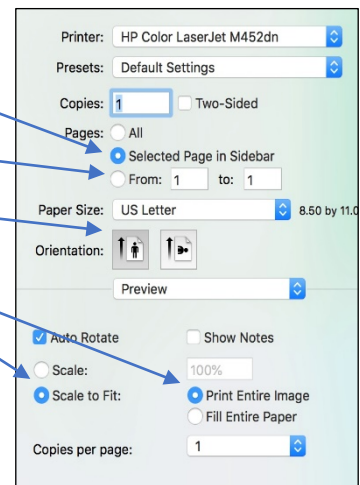 Printer: HP Color LaserJet M452dn
Presets: Default Settings
Copies: 1 Two-Sided
Pages: All
Selected Page in Sidebar
From: 1 to: 1
Paper Size: US Letter 8.50 by 11.0
Orientation:
Preview
Auto Rotate Show Notes
Scale: 100%
Scale to Fit: Print Entire Image
Fill Entire Paper
Copies per page: 1